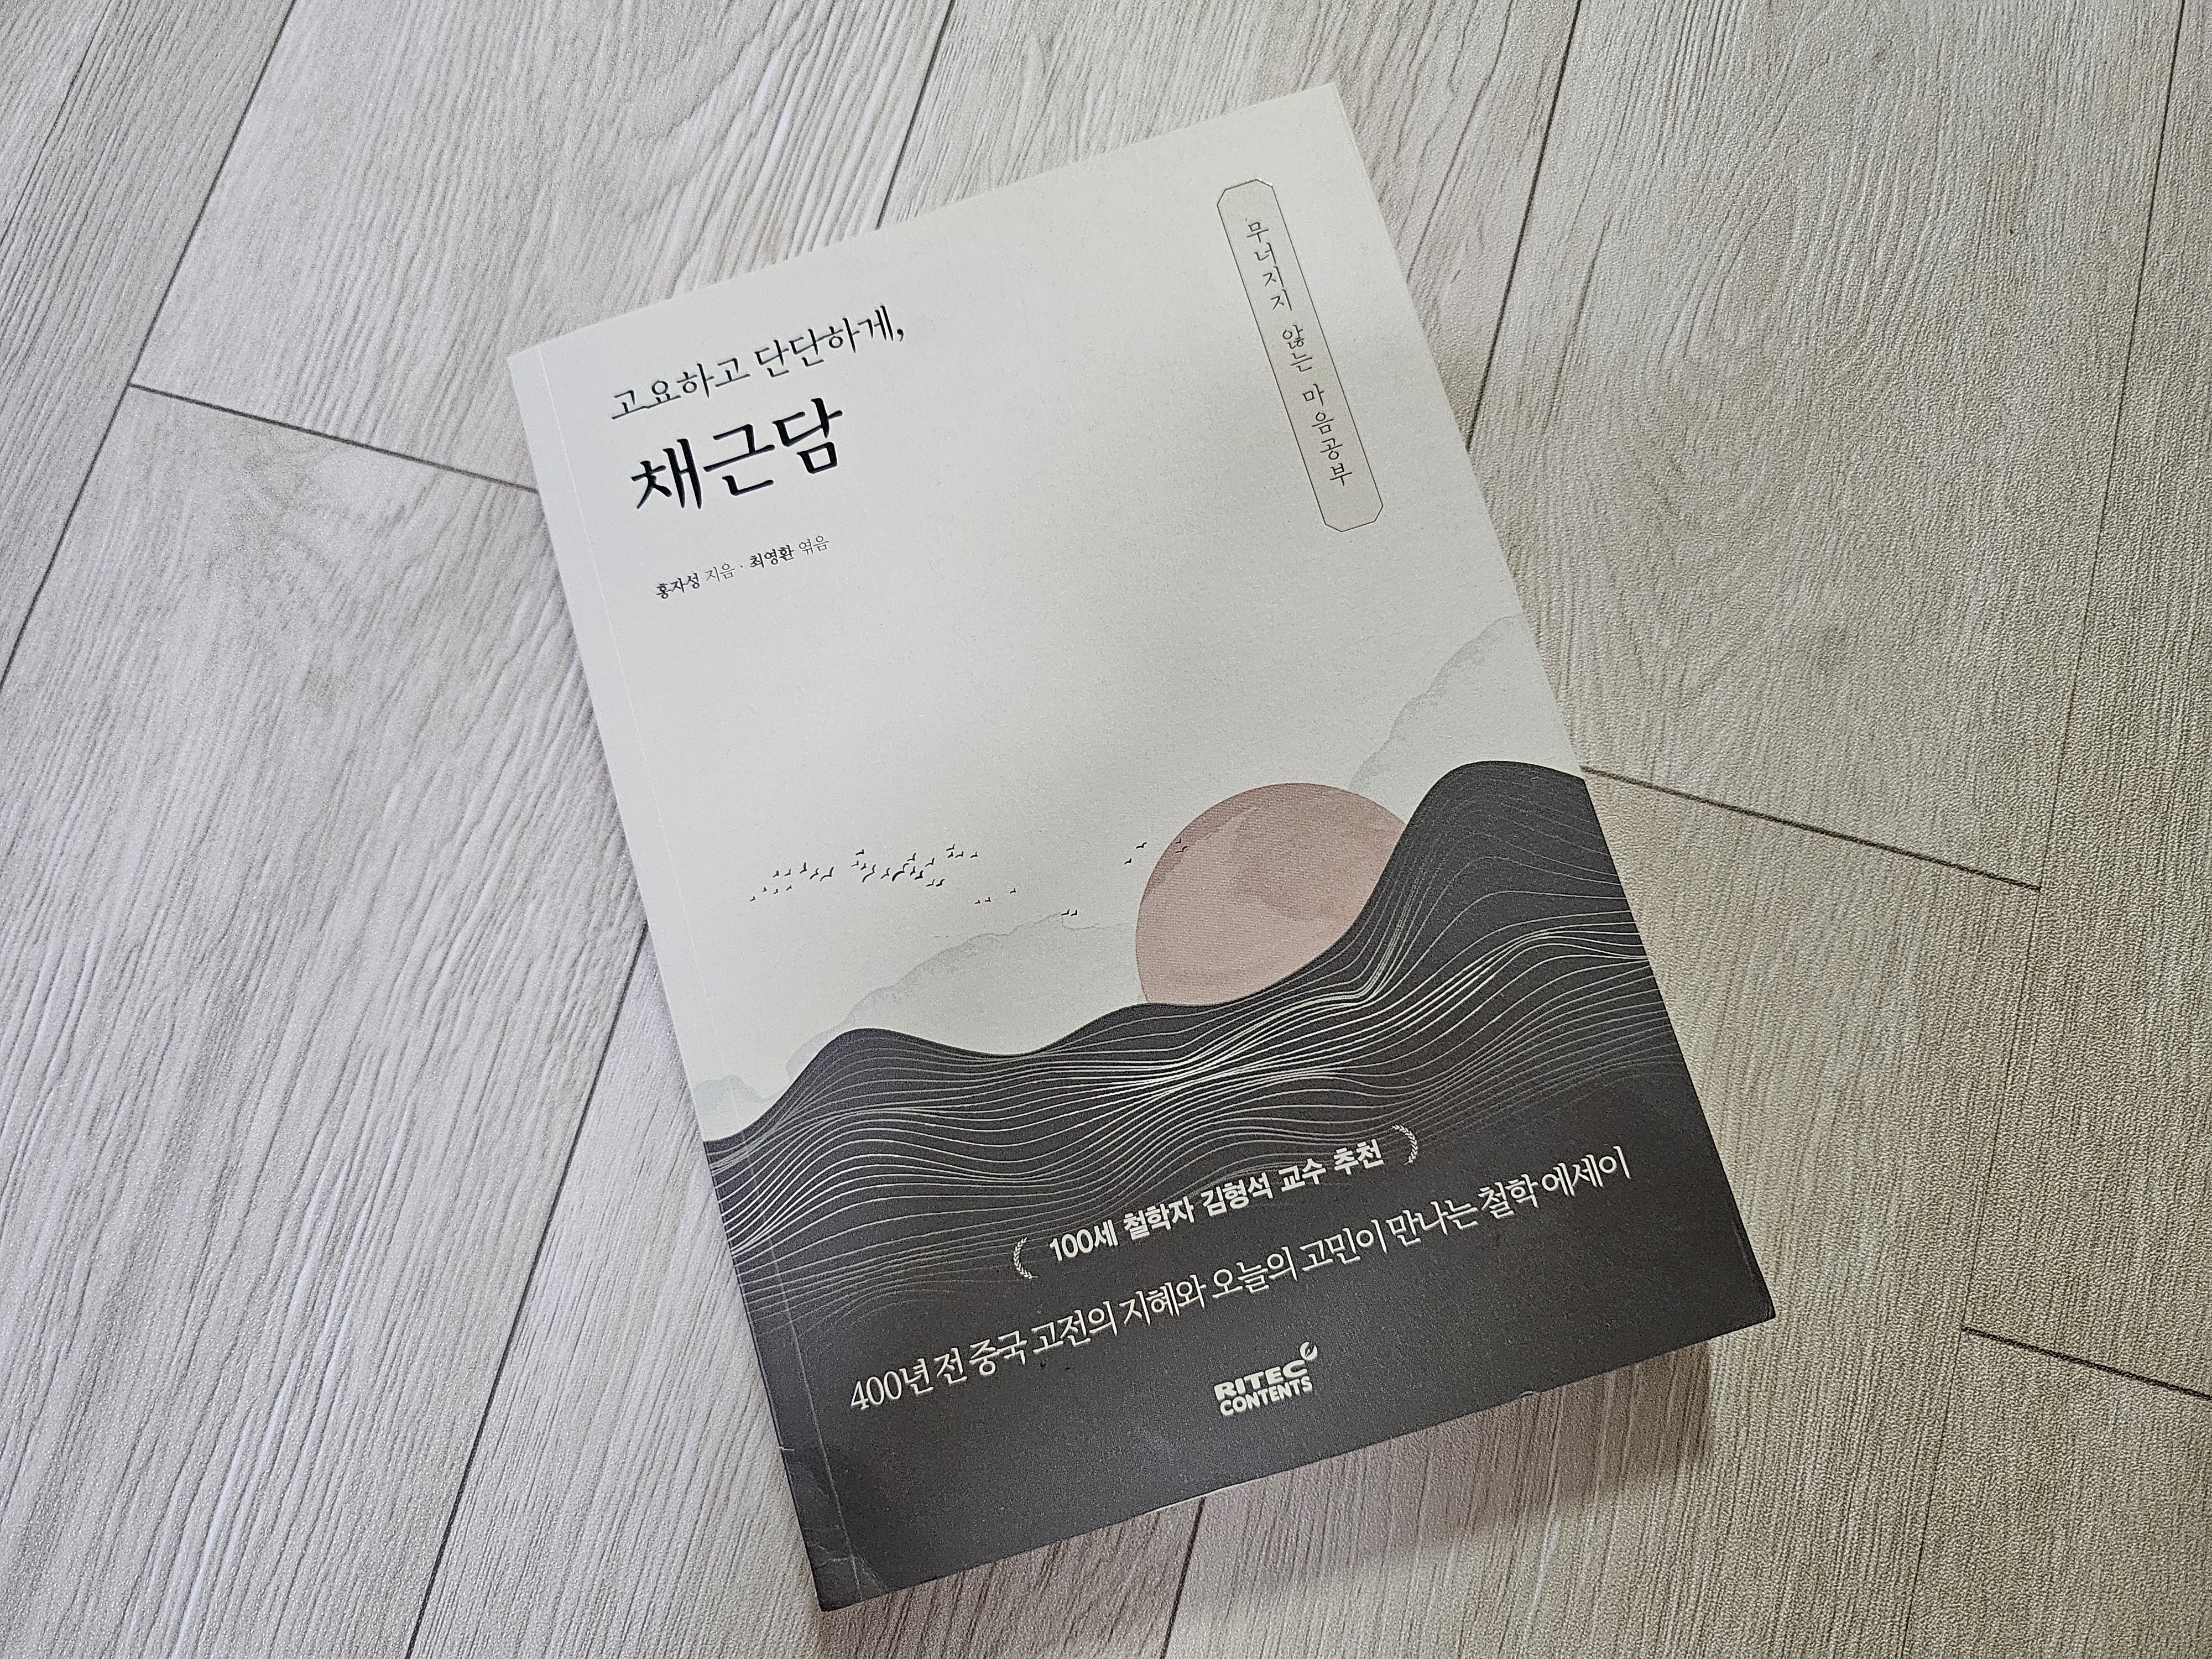 무너지지 않는 마음공부
고요하고 단단하게,
채근담
홍자성 지음 · 최영환 엮음
100세 철학자 김형석 교수 추천
400년 전 중국 고전의 지혜와 오늘의 고민이 만나는 철학 에세이
RITEC
CONTENTS